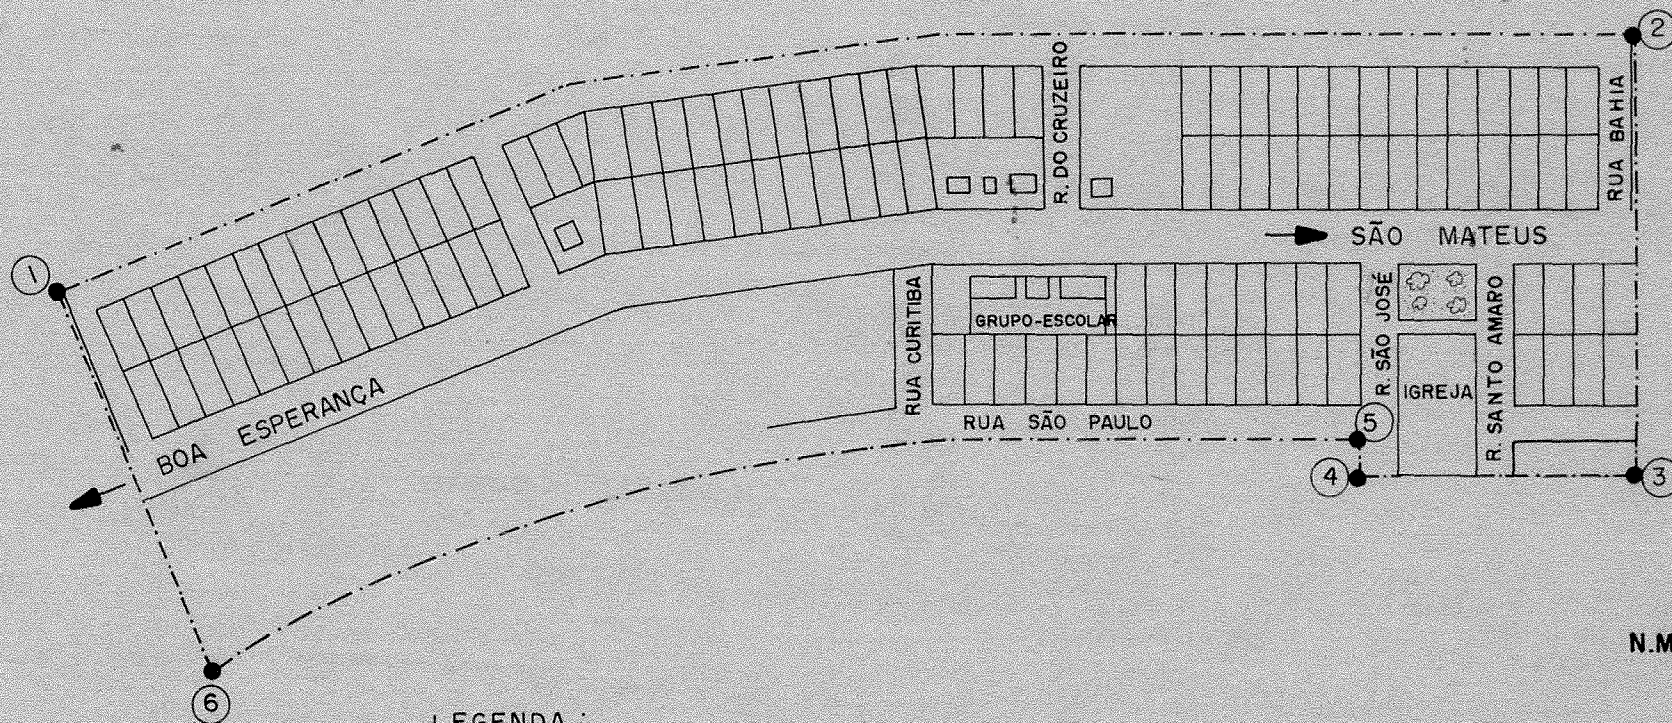 2
R. DO CRUZEIRO
RUA BAHIA
SÃO MATEUS
1
RUA CURITIBA
GRUPO-ESCOLAR
R. SÃO JOSÉ
R. SANTO AMARO
IGREJA
BOA ESPERANÇA
RUA SÃO PAULO
5
4
3
N.M
6
LEGENDA :